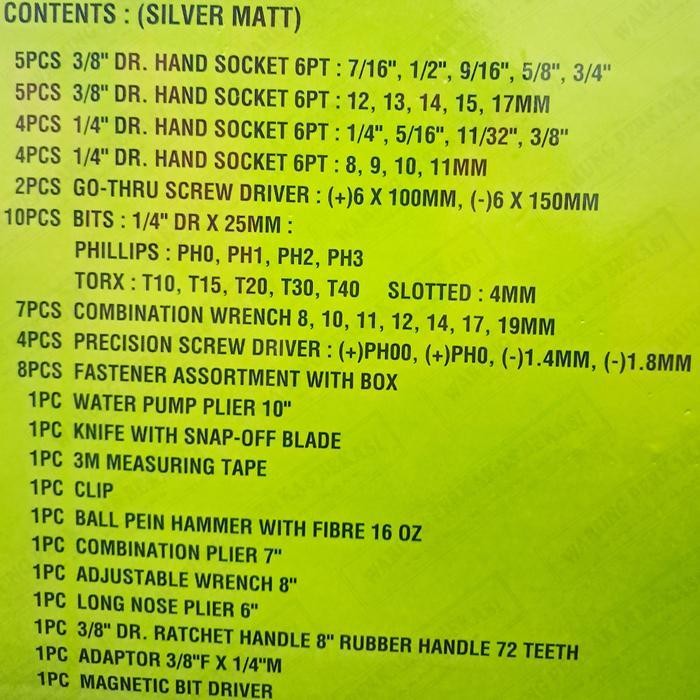 CONTENTS : (SILVER MATT)
5PCS 3/8" DR. HAND SOCKET 6PT : 7/16", 1/2", 9/16", 5/8", 3/4"
5PCS 3/8" DR. HAND SOCKET 6PT : 12, 13, 14, 15, 17MM
4PCS 1/4" DR. HAND SOCKET 6PT : 1/4", 5/16", 11/32", 3/8"
4PCS 1/4" DR. HAND SOCKET 6PT : 8, 9, 10, 11MM
2PCS GO-THRU SCREW DRIVER : (+)6 X 100MM, (-)6 X 150MM
10PCS BITS : 1/4" DR X 25MM :
PHILLIPS : PH0, PH1, PH2, PH3
TORX : T10, T15, T20, T30, T40 SLOTTED : 4MM
7PCS COMBINATION WRENCH 8, 10, 11, 12, 14, 17, 19MM
4PCS PRECISION SCREW DRIVER : (+)PH00, (+)PH0, (-)1.4MM, (-)1.8MM
8PCS FASTENER ASSORTMENT WITH BOX
1PC WATER PUMP PLIER 10"
1PC KNIFE WITH SNAP-OFF BLADE
1PC 3M MEASURING TAPE
1PC CLIP
1PC BALL PEIN HAMMER WITH FIBRE 16 OZ
1PC COMBINATION PLIER 7"
1PC ADJUSTABLE WRENCH 8"
1PC LONG NOSE PLIER 6"
1PC 3/8" DR. RATCHET HANDLE 8" RUBBER HANDLE 72 TEETH
1PC ADAPTOR 3/8"F X 1/4"M
1PC MAGNETIC BIT DRIVER